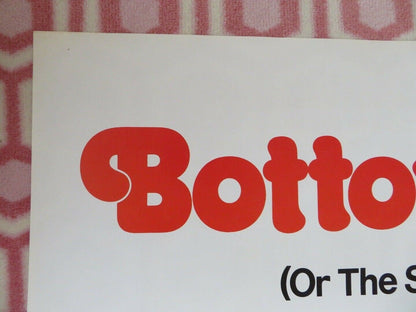 Botto
(Or The S